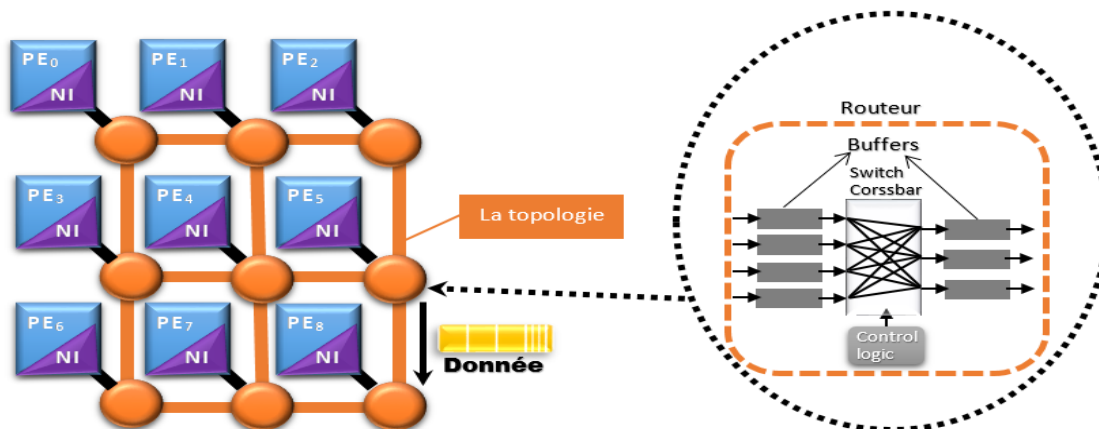 PE0
NI
PE1
NI
PE2
NI
PE3
NI
PE4
NI
PE5
NI
PE6
NI
PE7
NI
PE8
NI
La topologie
Donnée
Routeur
Buffers
Switch
Corssbar
Control
logic